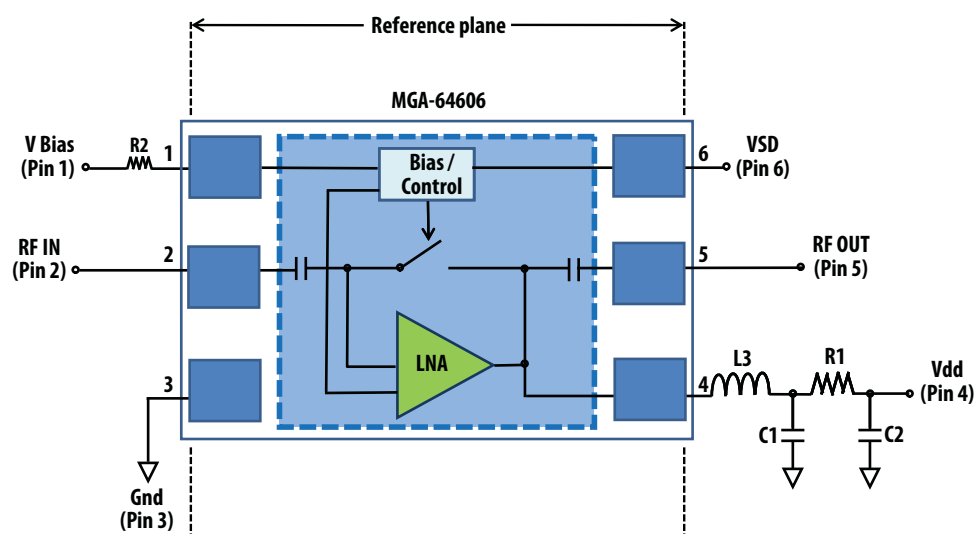 Reference plane
MGA-64606
V Bias
(Pin 1)
R2
1
Bias /
Control
6
VSD
(Pin 6)
RF IN
(Pin 2)
2
5
RF OUT
(Pin 5)
LNA
3
4
L3
R1
Vdd
(Pin 4)
C1
C2
Gnd
(Pin 3)